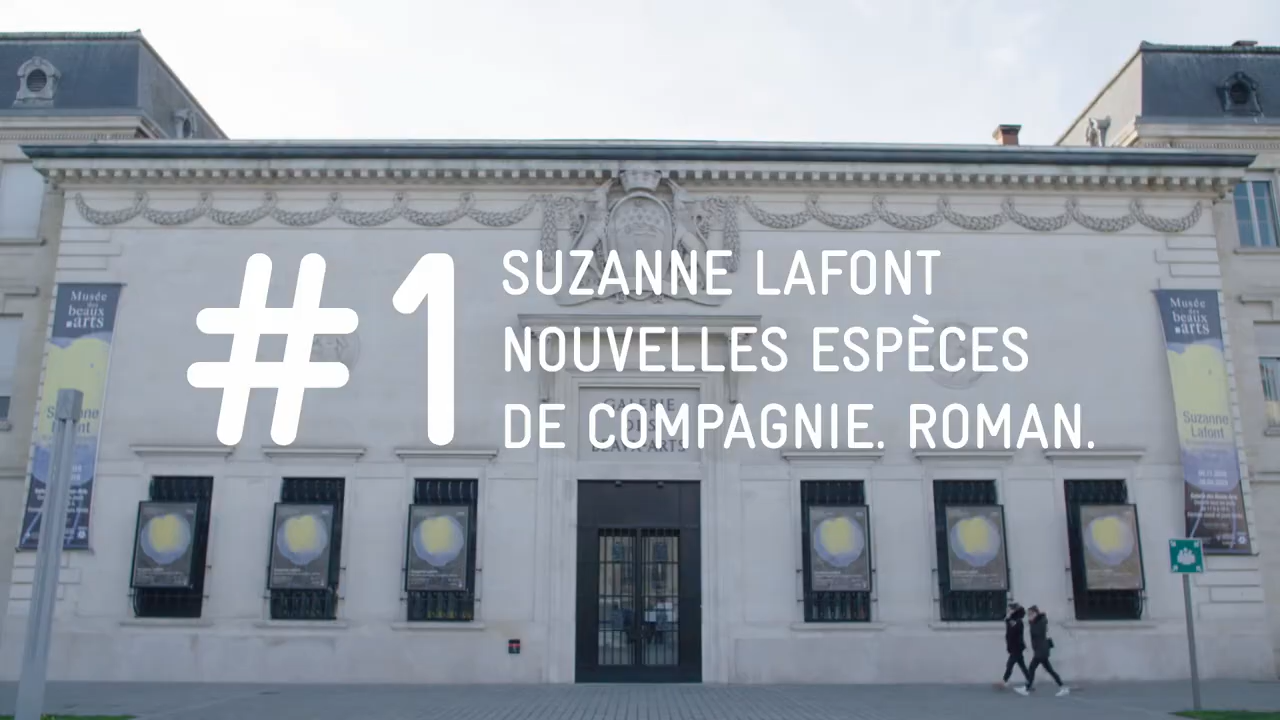 #1
SUZANNE LAFONT
NOUVELLES ESPÈCES
DE COMPAGNIE. ROMAN.
GALERIE
DES
BEAUX-ARTS
Musée
des
beaux
arts
Suzanne
Lafont
Musée
des
beaux
arts
Suzanne
Lafont